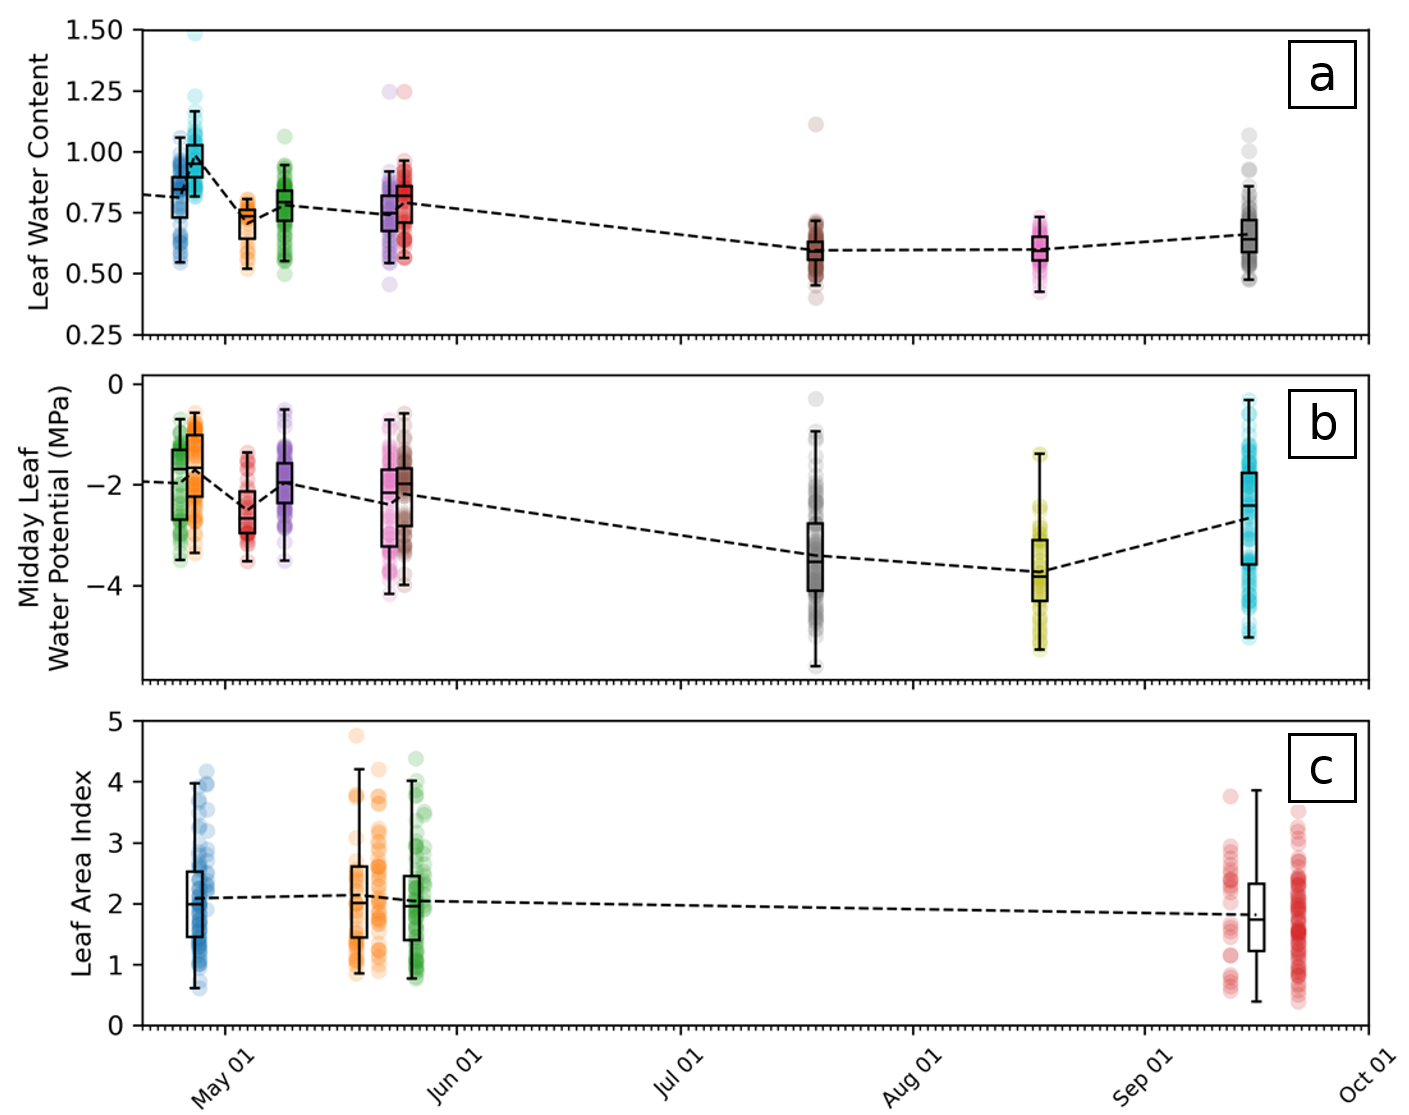 1.50
1.25
1.00
0.75
0.50
0.25
Leaf Water Content
a
0
−2
−4
Midday Leaf
Water Potential (MPa)
b
5
4
3
2
1
0
Leaf Area Index
c
May 01
Jun 01
Jul 01
Aug 01
Sep 01
Oct 01